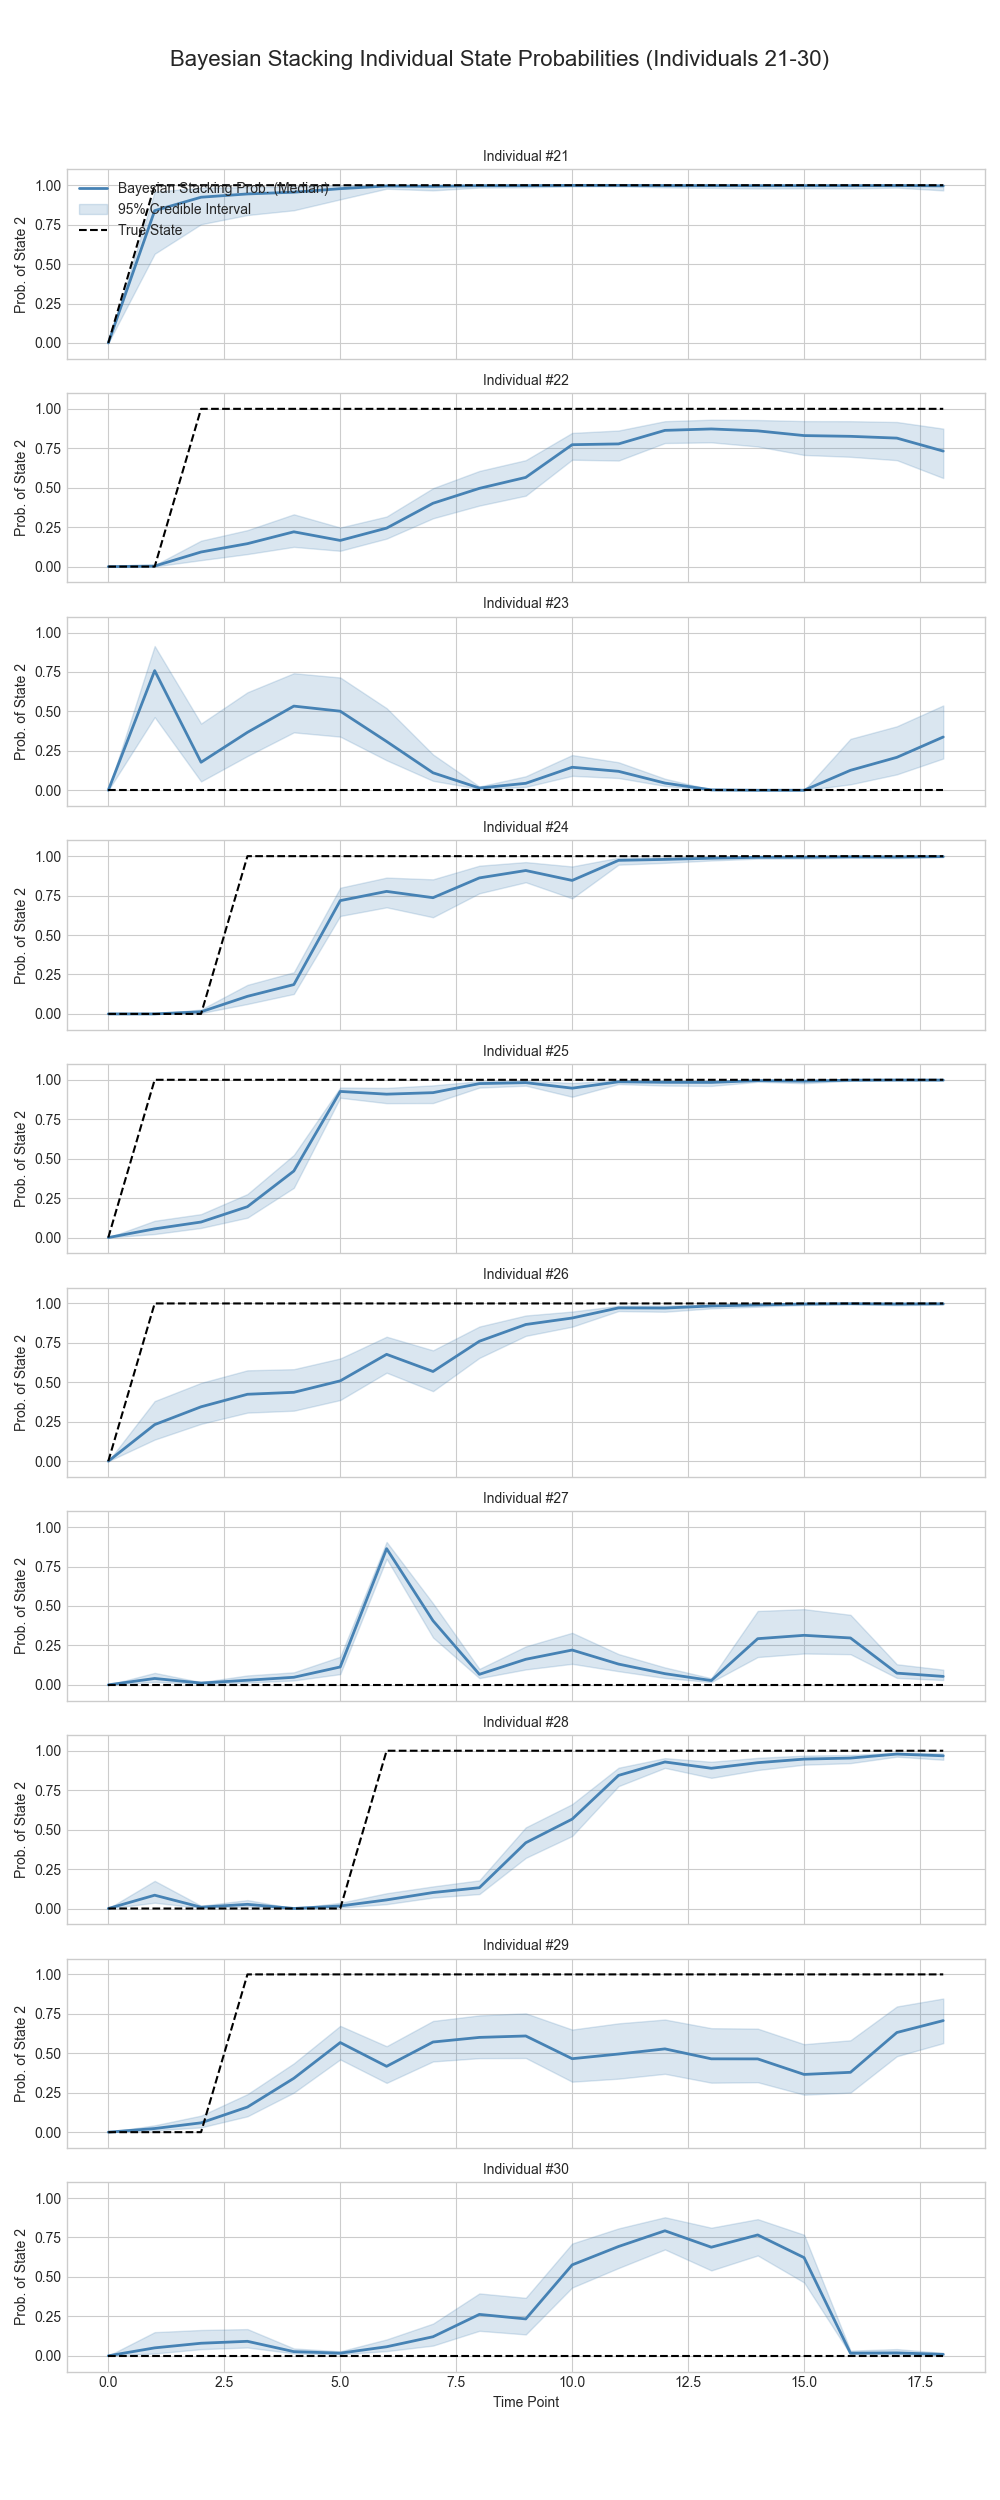 Bayesian Stacking Individual State Probabilities (Individuals 21-30)
Individual #21
Bayesian Stacking Prob. (Median)
95% Credible Interval
True State
Prob. of State 2
1.00
0.75
0.50
0.25
0.00
Individual #22
Prob. of State 2
1.00
0.75
0.50
0.25
0.00
Individual #23
Prob. of State 2
1.00
0.75
0.50
0.25
0.00
Individual #24
Prob. of State 2
1.00
0.75
0.50
0.25
0.00
Individual #25
Prob. of State 2
1.00
0.75
0.50
0.25
0.00
Individual #26
Prob. of State 2
1.00
0.75
0.50
0.25
0.00
Individual #27
Prob. of State 2
1.00
0.75
0.50
0.25
0.00
Individual #28
Prob. of State 2
1.00
0.75
0.50
0.25
0.00
Individual #29
Prob. of State 2
1.00
0.75
0.50
0.25
0.00
Individual #30
Prob. of State 2
1.00
0.75
0.50
0.25
0.00
0.0 2.5 5.0 7.5 10.0 12.5 15.0 17.5
Time Point